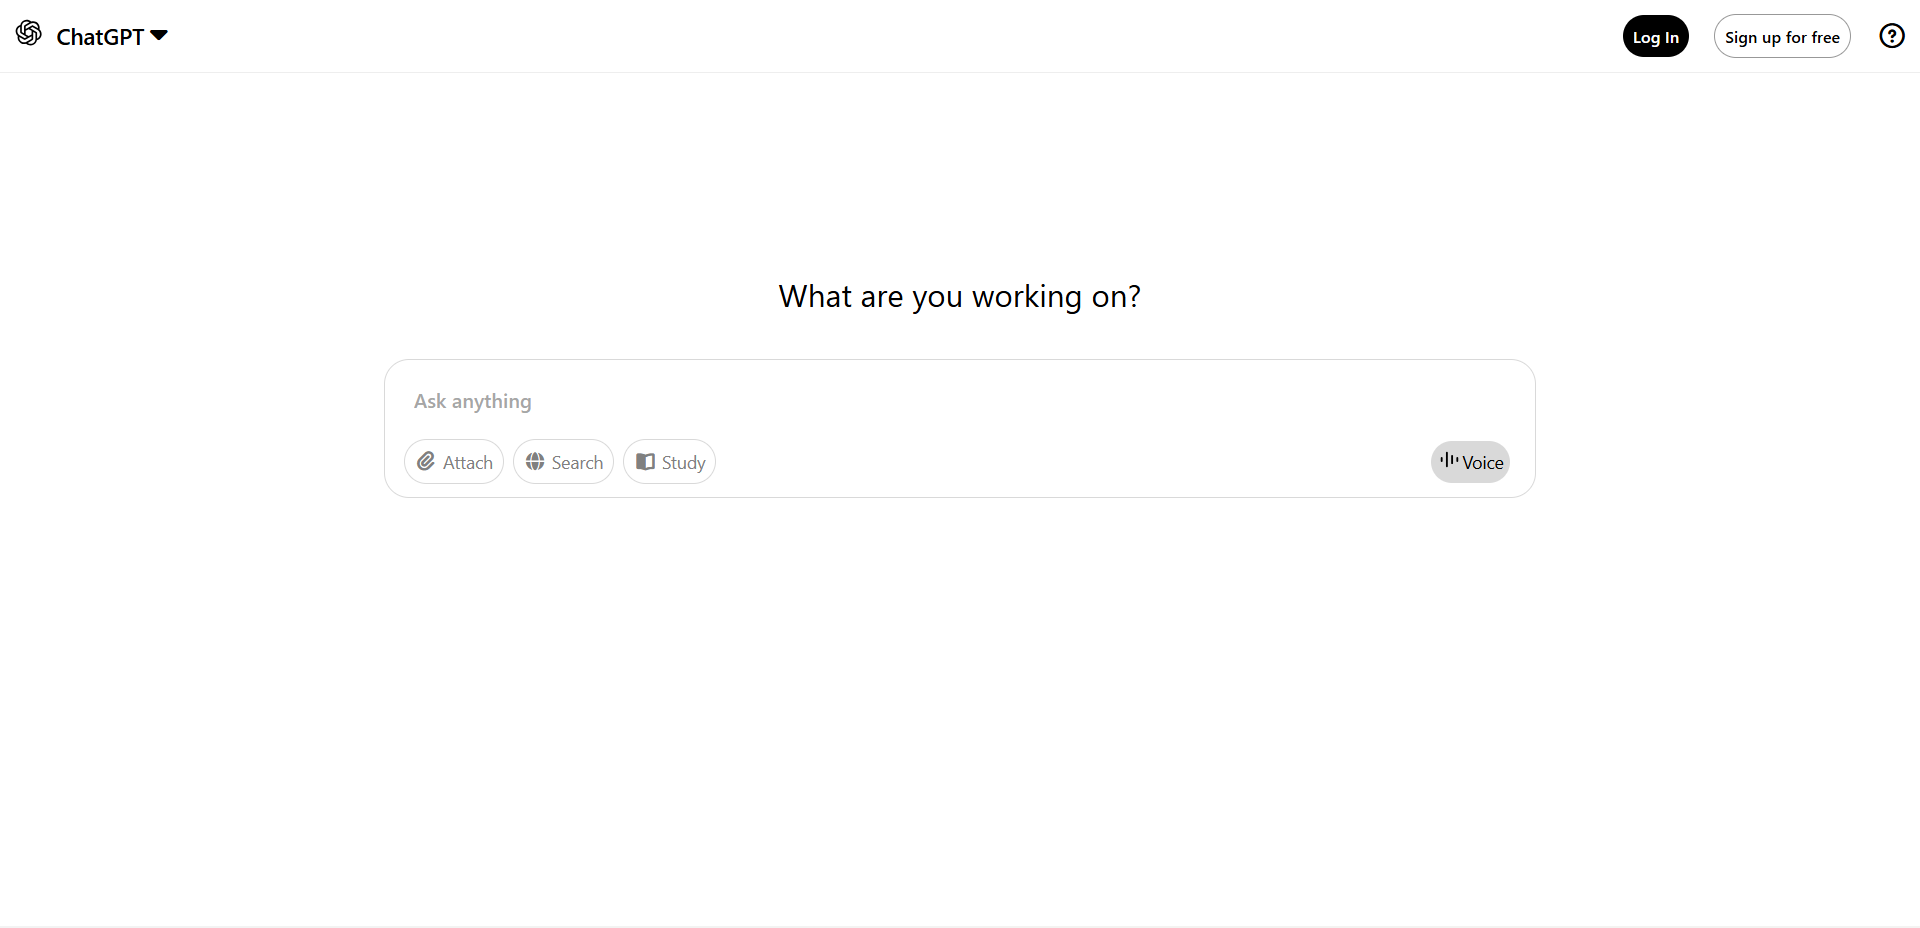 ChatGPT
Log In
Sign up for free
What are you working on?
Ask anything
Attach
Search
Study
Voice